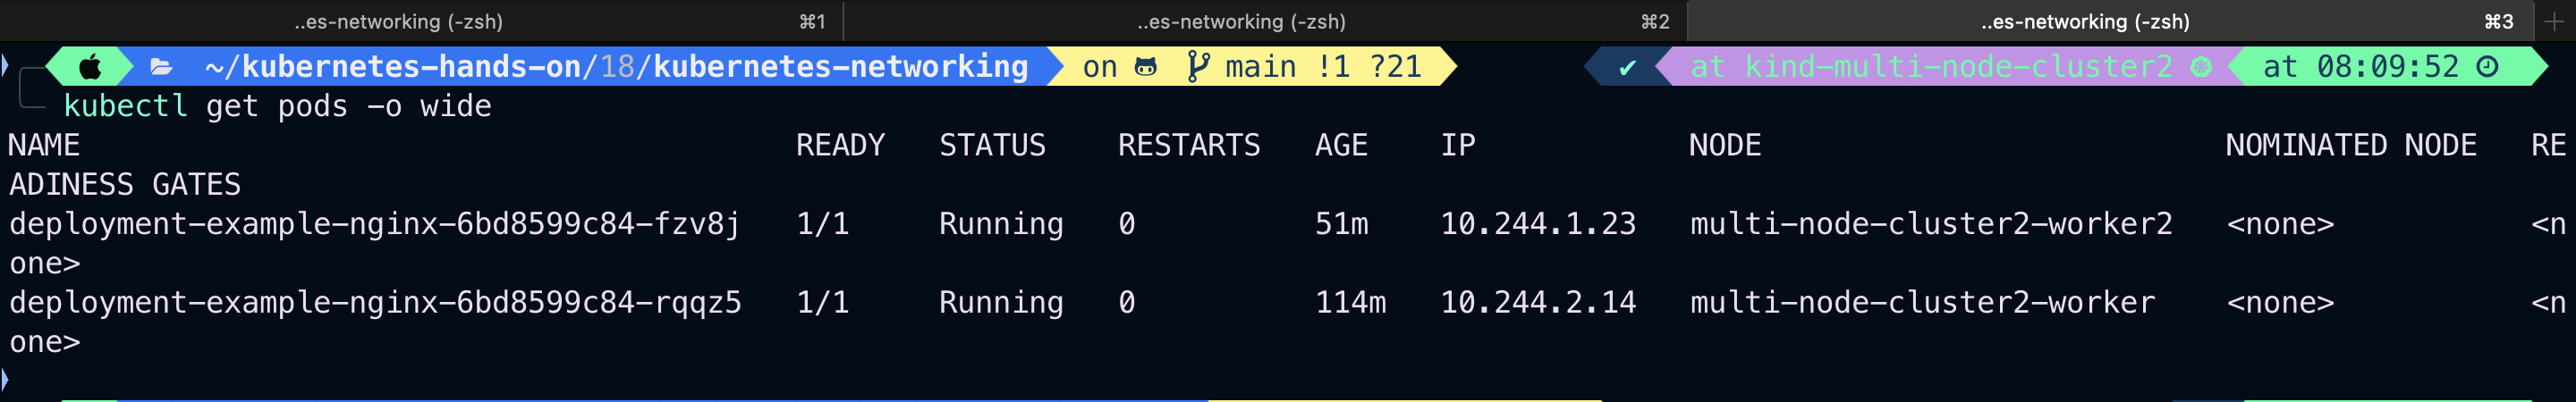 ..es-networking (-zsh) ⌘1 ..es-networking (-zsh) ⌘2 ..es-networking (-zsh) ⌘3
~/kubernetes-hands-on/18/kubernetes-networking on main !1 ?21 ✔ at kind-multi-node-cluster2 at 08:09:52
kubectl get pods -o wide
NAME READY STATUS RESTARTS AGE IP NODE NOMINATED NODE RE
ADINESS GATES
deployment-example-nginx-6bd8599c84-fzv8j 1/1 Running 0 51m 10.244.1.23 multi-node-cluster2-worker2 <none> <n
one>
deployment-example-nginx-6bd8599c84-rqqz5 1/1 Running 0 114m 10.244.2.14 multi-node-cluster2-worker <none> <n
one>